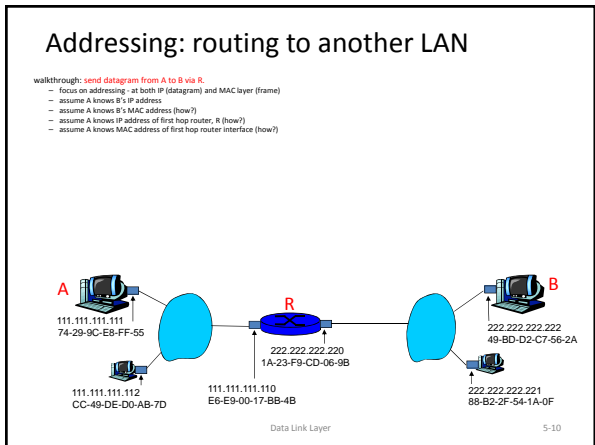 Addressing: routing to another LAN
walkthrough: send datagram from A to B via R.
– focus on addressing - at both IP (datagram) and MAC layer (frame)
– assume A knows B's IP address
– assume A knows B's MAC address (how?)
– assume A knows IP address of first hop router, R (how?)
– assume A knows MAC address of first hop router interface (how?)
A
B
R
111.111.111.111
74-29-9C-E8-FF-55
222.222.222.222
49-BD-D2-C7-56-2A
222.222.222.220
1A-23-F9-CD-06-9B
111.111.111.112
CC-49-DE-D0-AB-7D
111.111.111.110
E6-E9-00-17-BB-4B
222.222.222.221
88-B2-2F-54-1A-0F
Data Link Layer
5-10